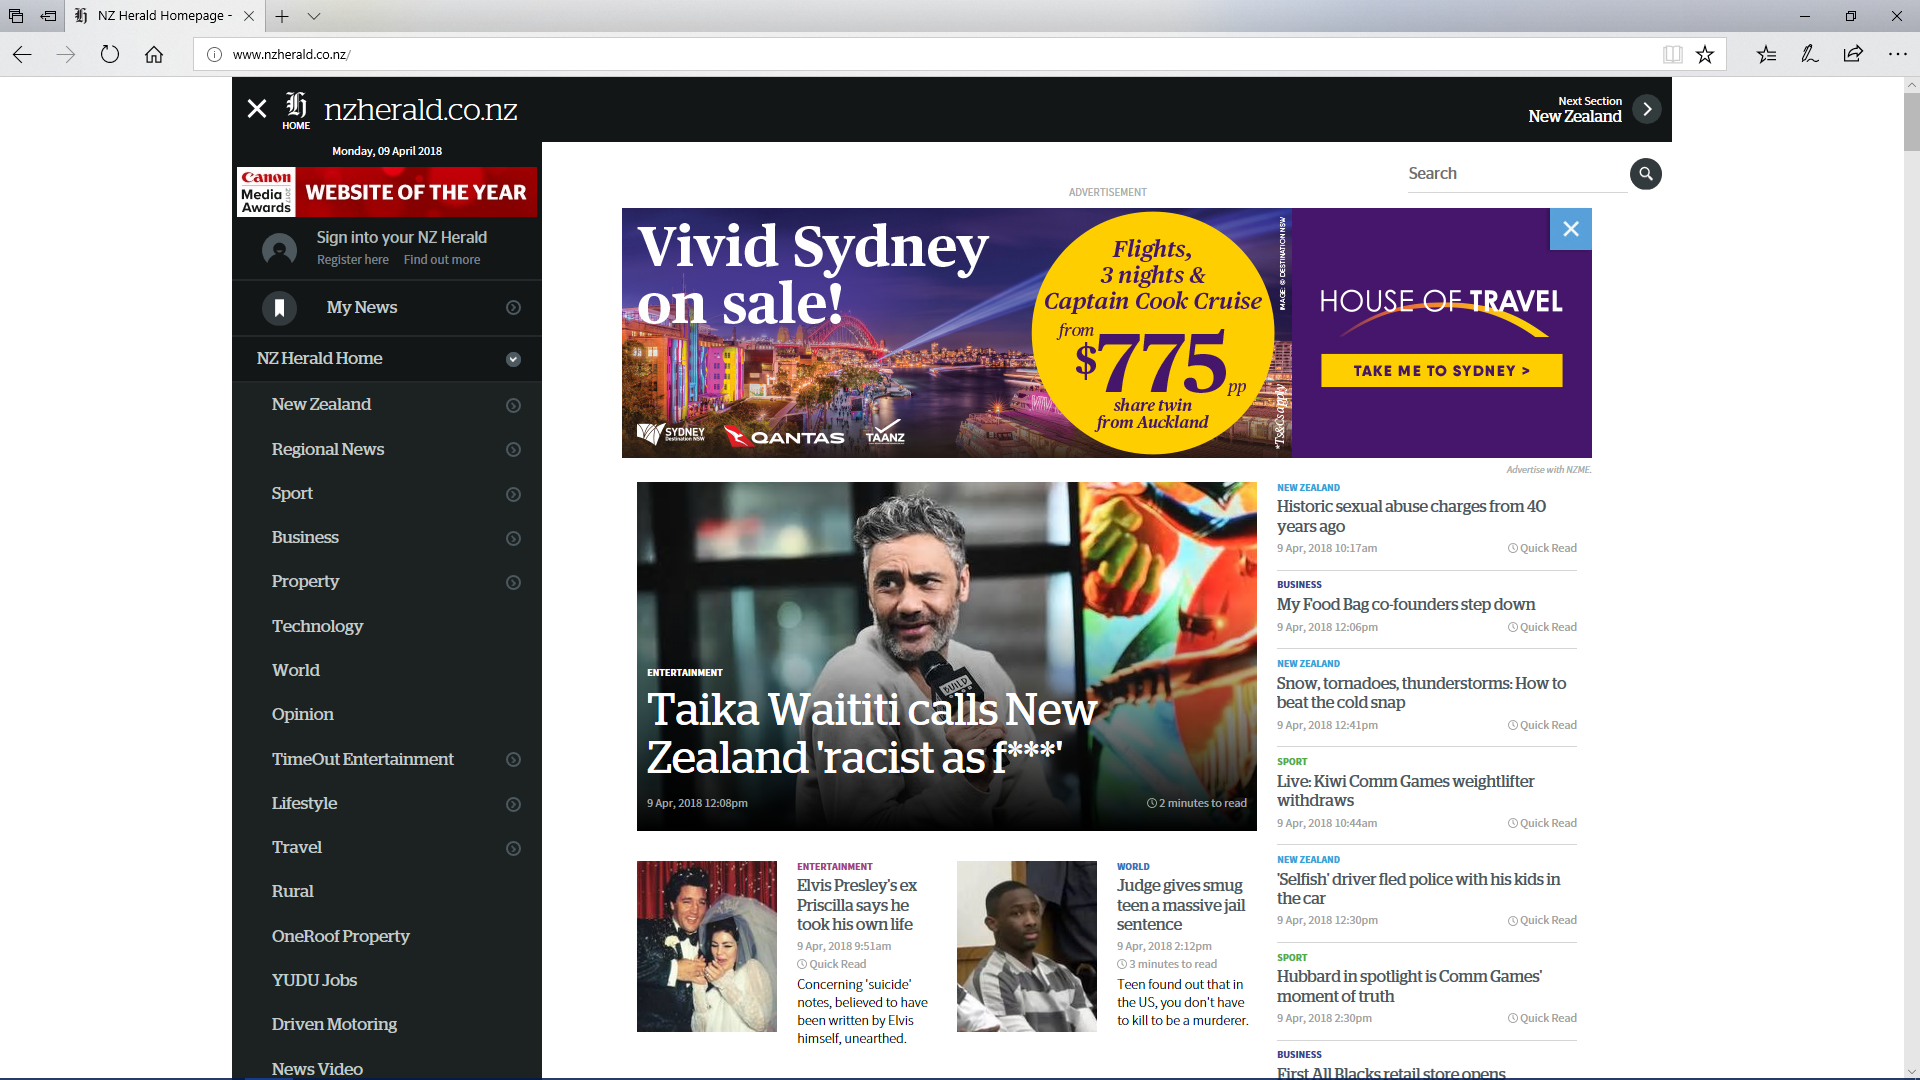 NZ Herald Homepage -
www.nzherald.co.nz/
HOME
nzherald.co.nz
Next Section
New Zealand
Monday, 09 April 2018
Canon
Media
Awards
2017
WEBSITE OF THE YEAR
Sign into your NZ Herald
Register here Find out more
My News
NZ Herald Home
New Zealand
Regional News
Sport
Business
Property
Technology
World
Opinion
TimeOut Entertainment
Lifestyle
Travel
Rural
OneRoof Property
YUDU Jobs
Driven Motoring
News Video
Search
ADVERTISEMENT
Vivid Sydney
on sale!
Flights,
3 nights &
Captain Cook Cruise
from
$775pp
share twin
from Auckland
IMAGE: © DESTINATION NSW
*Ts&Cs apply
SYDNEY
Destination NSW
QANTAS
TAANZ
HOUSE OF TRAVEL
TAKE ME TO SYDNEY >
Advertise with NZME.
BUILD
ENTERTAINMENT
Taika Waititi calls New
Zealand 'racist as f***'
9 Apr, 2018 12:08pm
2 minutes to read
ENTERTAINMENT
Elvis Presley's ex
Priscilla says he
took his own life
9 Apr, 2018 9:51am
Quick Read
Concerning 'suicide'
notes, believed to have
been written by Elvis
himself, unearthed.
WORLD
Judge gives smug
teen a massive jail
sentence
9 Apr, 2018 2:12pm
3 minutes to read
Teen found out that in
the US, you don't have
to kill to be a murderer.
NEW ZEALAND
Historic sexual abuse charges from 40
years ago
9 Apr, 2018 10:17am Quick Read
BUSINESS
My Food Bag co-founders step down
9 Apr, 2018 12:06pm Quick Read
NEW ZEALAND
Snow, tornadoes, thunderstorms: How to
beat the cold snap
9 Apr, 2018 12:41pm Quick Read
SPORT
Live: Kiwi Comm Games weightlifter
withdraws
9 Apr, 2018 10:44am Quick Read
NEW ZEALAND
'Selfish' driver fled police with his kids in
the car
9 Apr, 2018 12:30pm Quick Read
SPORT
Hubbard in spotlight is Comm Games'
moment of truth
9 Apr, 2018 2:30pm Quick Read
BUSINESS
First All Blacks retail store opens